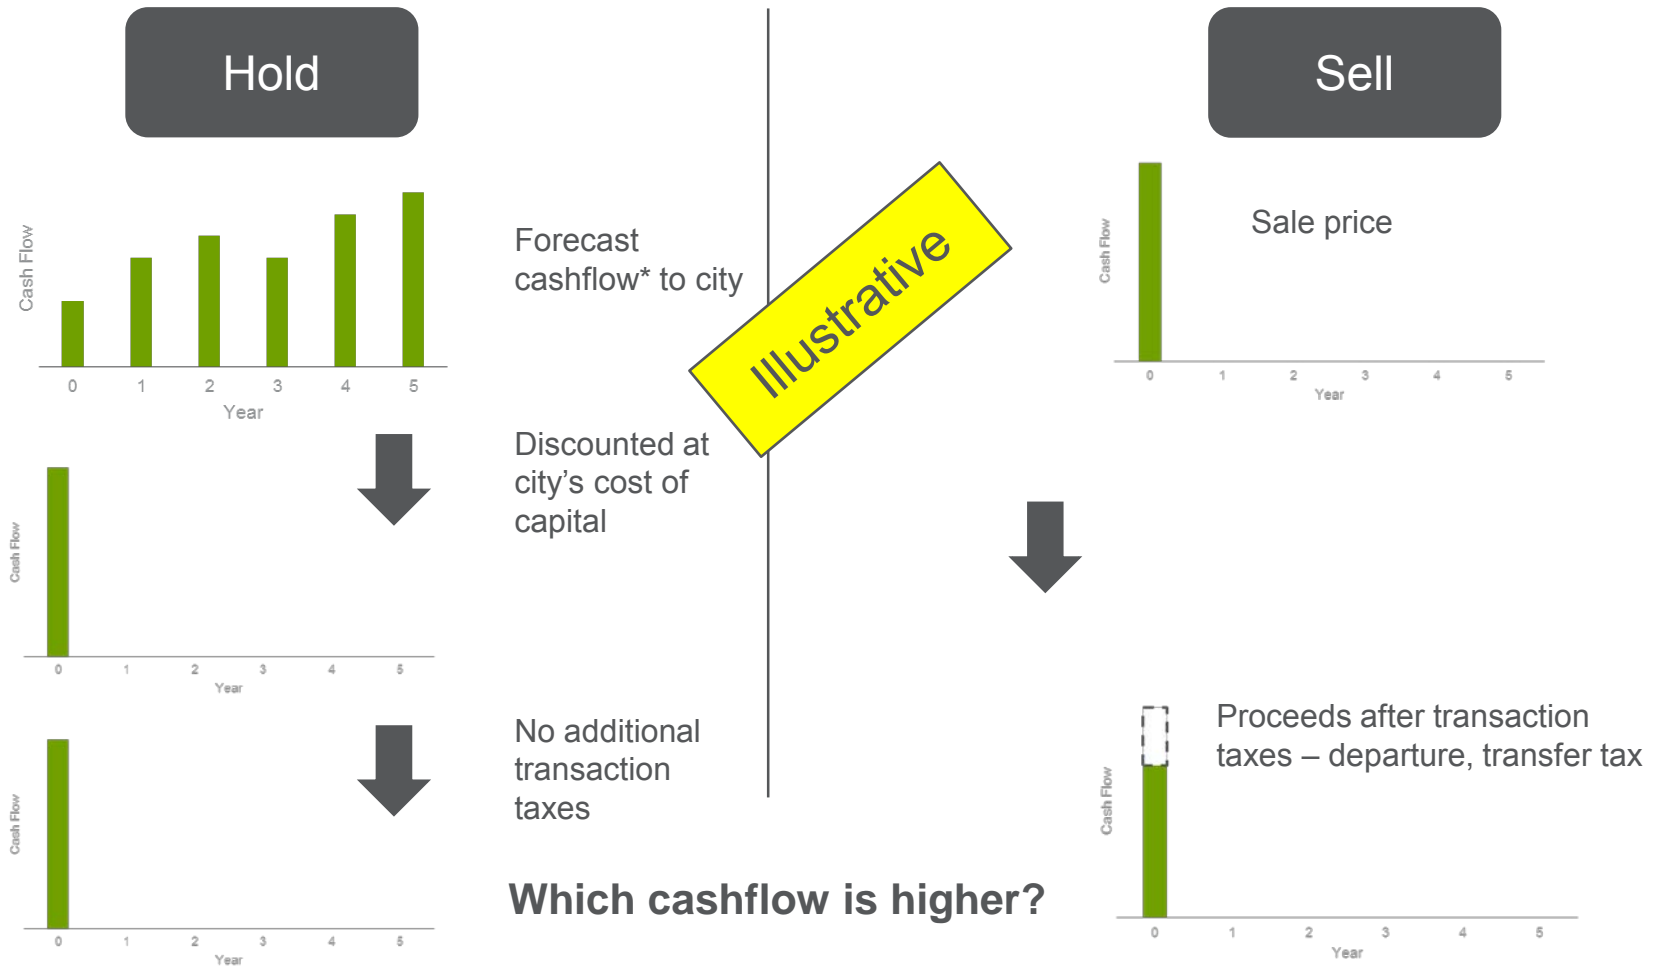 Hold
Cash Flow
0 1 2 3 4 5
Year
Forecast
cashflow* to city
Cash Flow
0 1 2 3 4 5
Year
Discounted at
city’s cost of
capital
Cash Flow
0 1 2 3 4 5
Year
No additional
transaction
taxes
Illustrative
Sell
Cash Flow
0 1 2 3 4 5
Year
Sale price
Cash Flow
0 1 2 3 4 5
Year
Proceeds after transaction
taxes – departure, transfer tax
Which cashflow is higher?